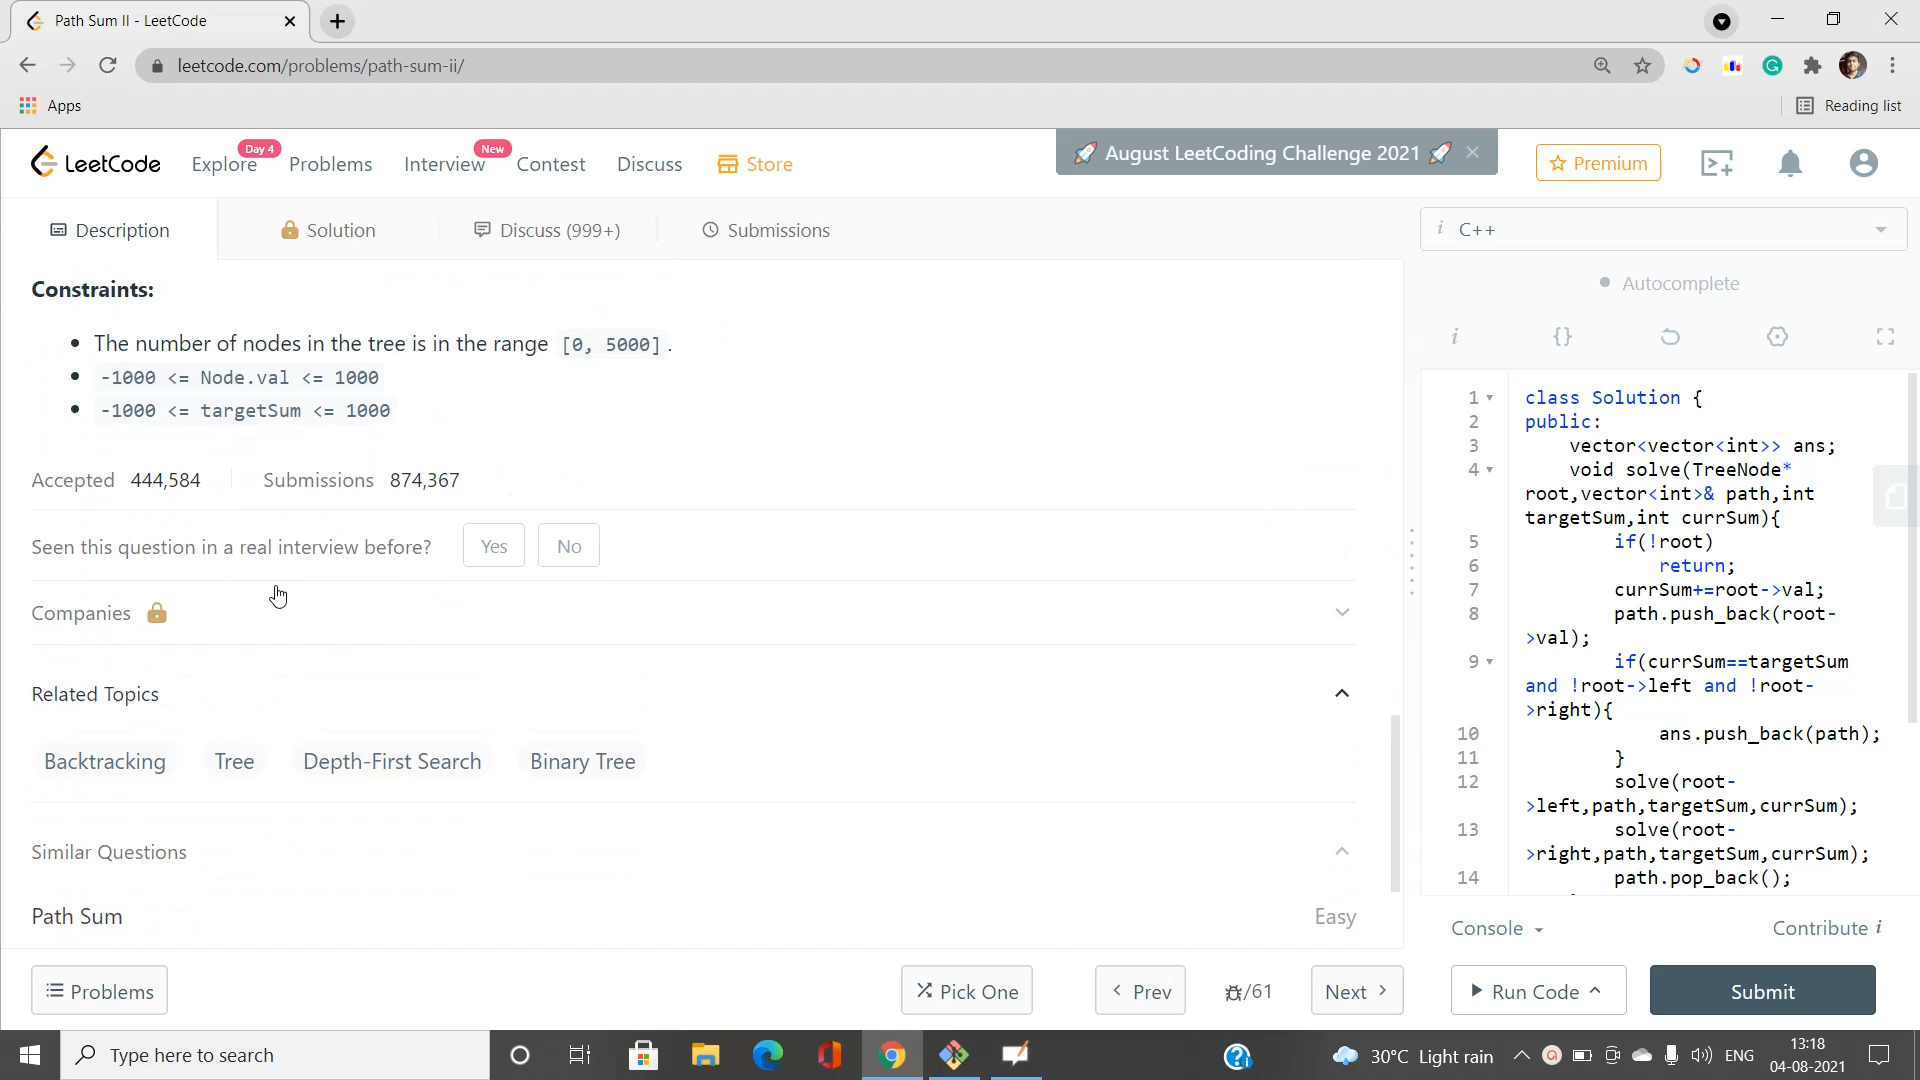 Path Sum II - LeetCode
leetcode.com/problems/path-sum-ii/
Apps
Reading list
LeetCode
Explore
Day 4
Problems
Interview
New
Contest
Discuss
Store
🚀 August LeetCoding Challenge 2021 🚀
Premium
Description
Solution
Discuss (999+)
Submissions
Constraints:
• The number of nodes in the tree is in the range [0, 5000].
• -1000 <= Node.val <= 1000
• -1000 <= targetSum <= 1000
Accepted 444,584
Submissions 874,367
Seen this question in a real interview before?
Yes
No
Companies
Related Topics
Backtracking
Tree
Depth-First Search
Binary Tree
Similar Questions
Path Sum
Easy
Problems
Pick One
Prev
/61
Next
i C++
Autocomplete
i {}
1 class Solution {
2 public:
3 vector<vector<int>> ans;
4 void solve(TreeNode*
root,vector<int>& path,int
targetSum,int currSum){
5 if(!root)
6 return;
7 currSum+=root->val;
8 path.push_back(root-
>val);
9 if(currSum==targetSum
and !root->left and !root-
>right){
10 ans.push_back(path);
11 }
12 solve(root-
>left,path,targetSum,currSum);
13 solve(root-
>right,path,targetSum,currSum);
14 path.pop_back();
Console
Contribute i
Run Code
Submit
Type here to search
30°C Light rain
ENG
13:18
04-08-2021